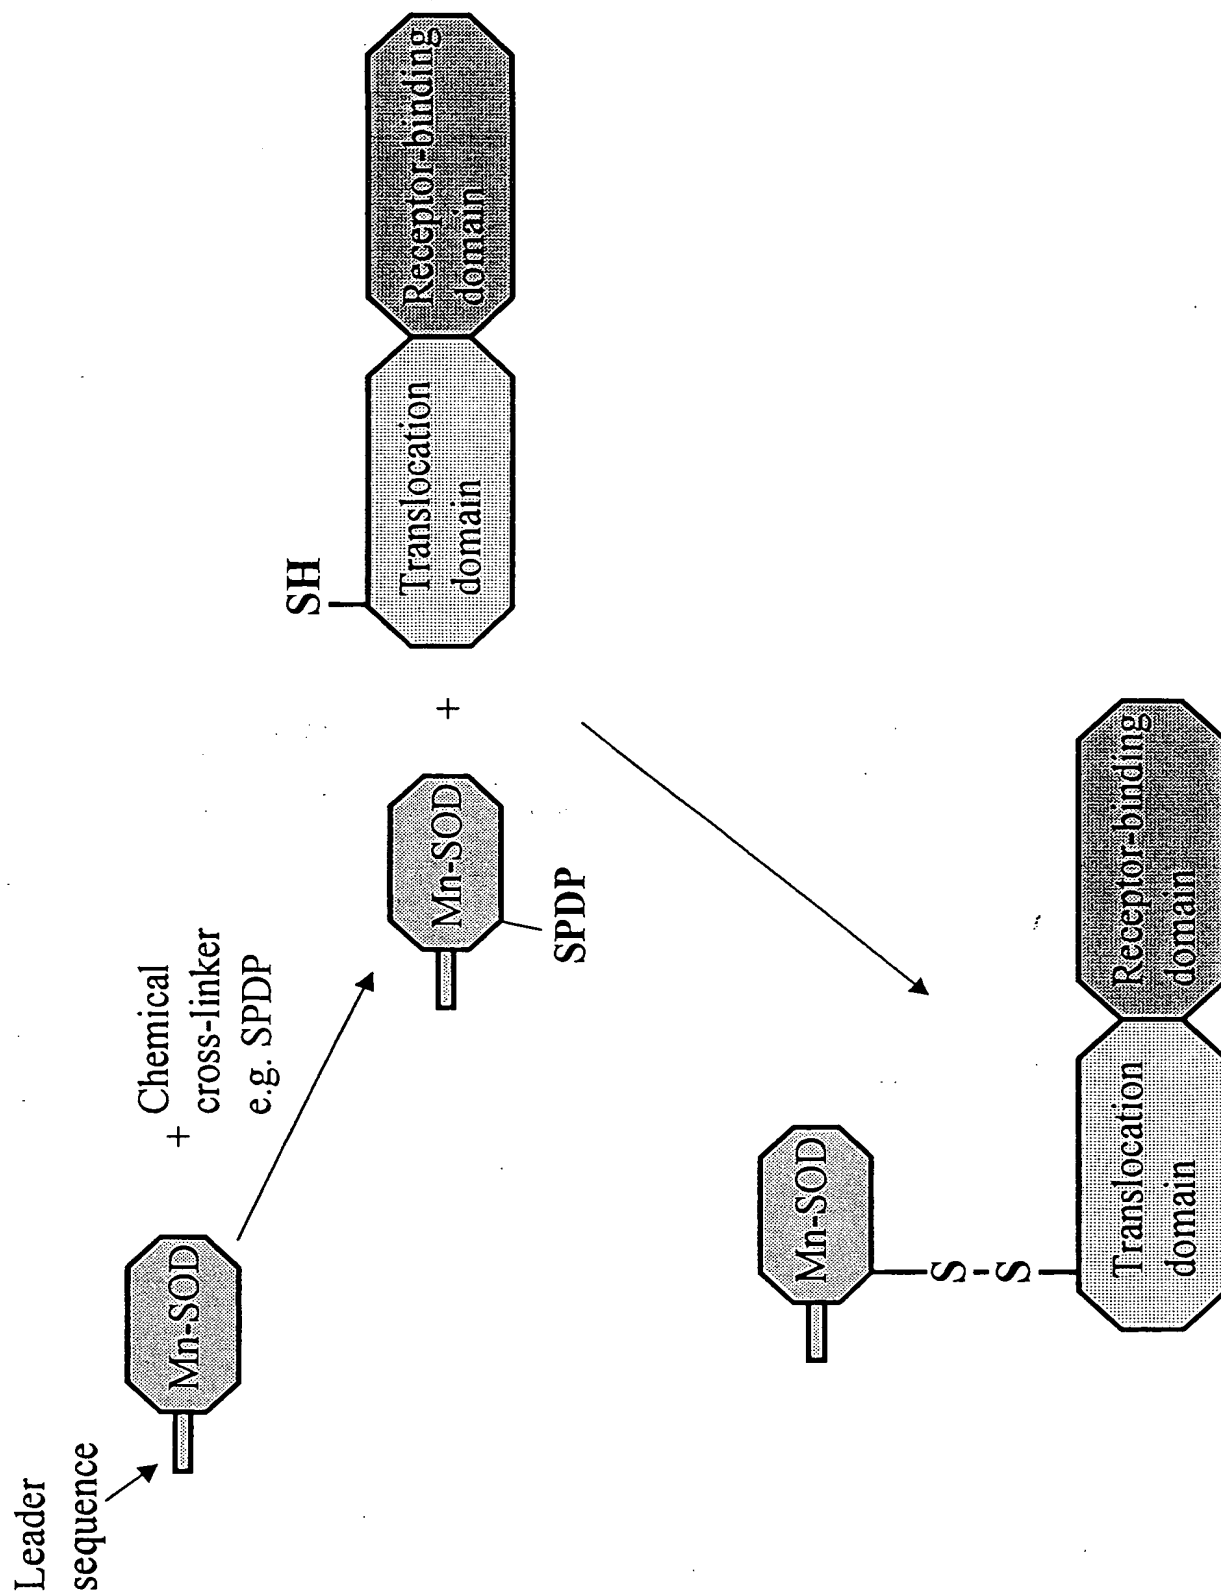 Leader
sequence
Mn-SOD
+ Chemical
cross-linker
e.g. SPDP
Mn-SOD
SPDP
+
SH
Translocation
domain
Receptor-binding
domain
Mn-SOD
S-S
Translocation
domain
Receptor-binding
domain